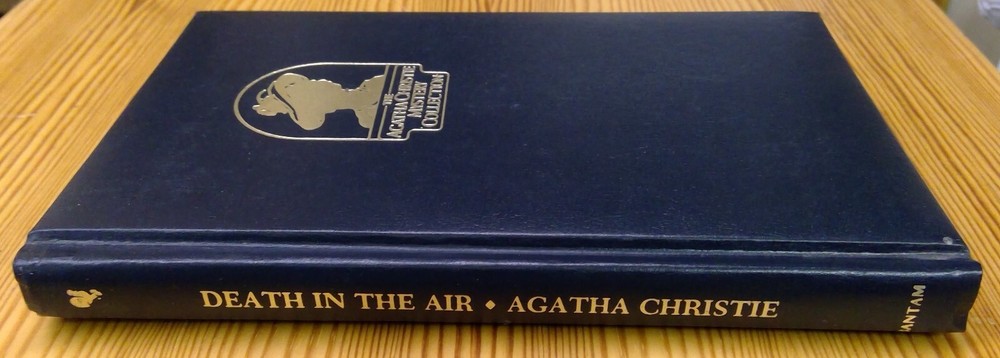 THE
AGATHA CHRISTIE
MYSTERY
COLLECTION
DEATH IN THE AIR • AGATHA CHRISTIE
BANTAM